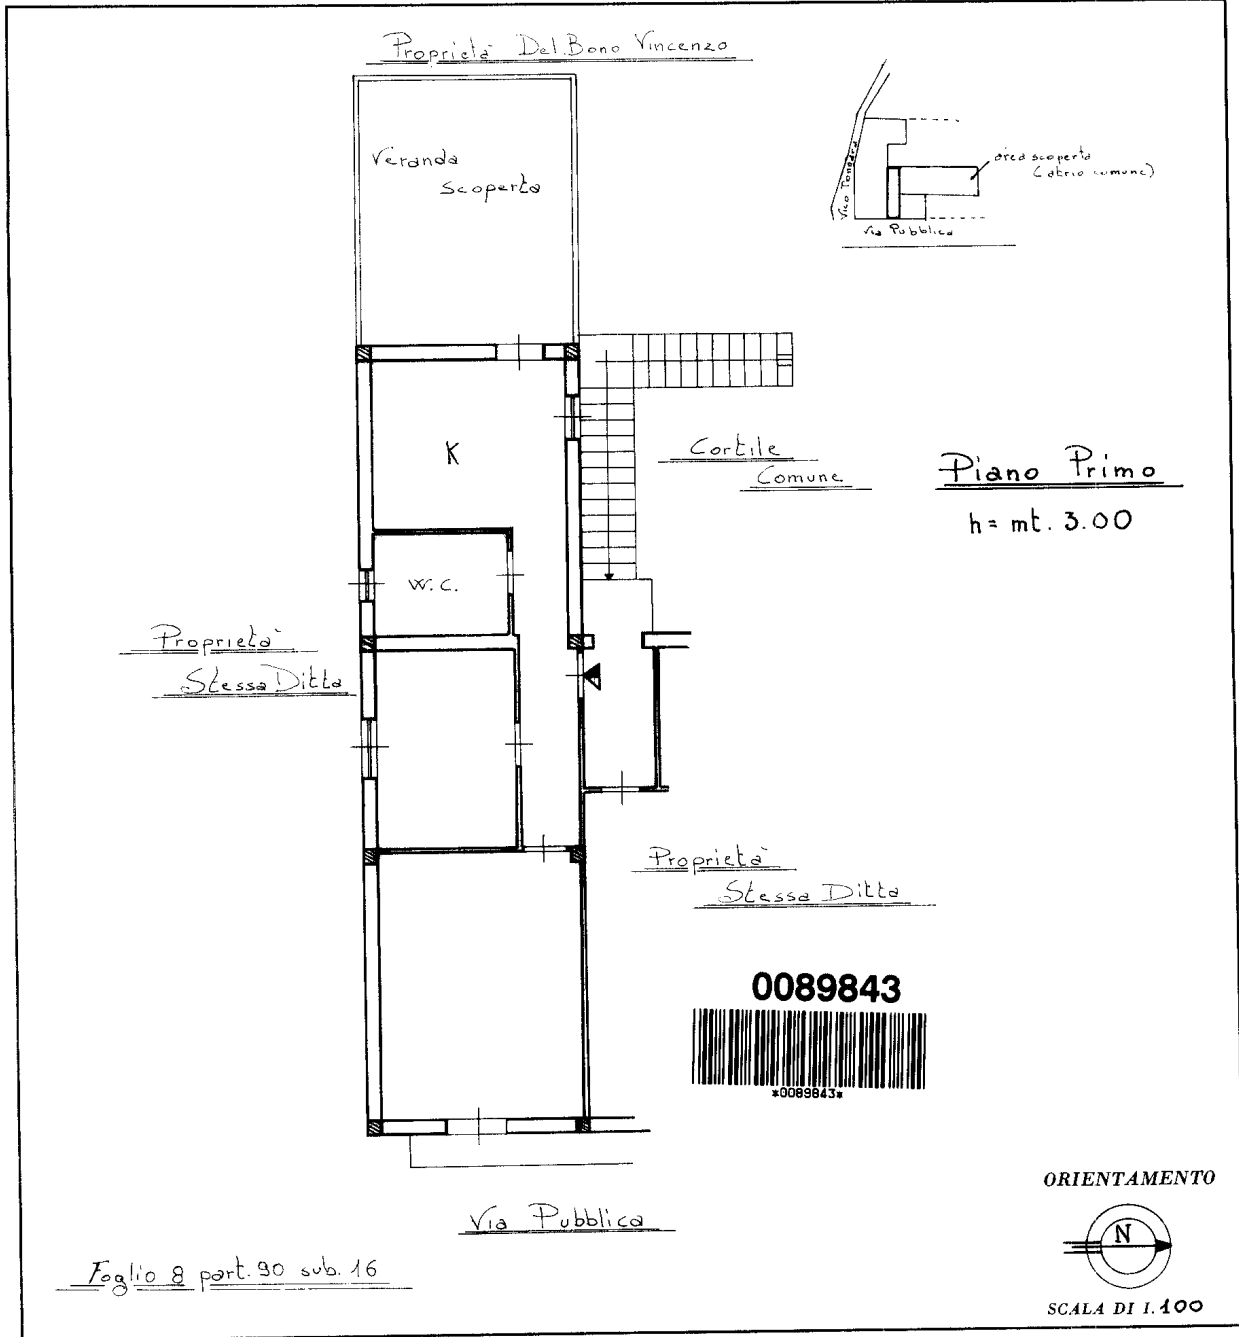 Proprietà Del Bono Vincenzo
Veranda
scoperta
area scoperta
(atrio comune)
Vico
Via Pubblica
K
Cortile
Comune
Piano Primo
h = mt. 3.00
W.C.
Proprietà
Stessa Ditta
Proprietà
Stessa Ditta
0089843
*0089843*
Via Pubblica
Foglio 8 part. 90 sub. 16
ORIENTAMENTO
N
SCALA DI 1.100